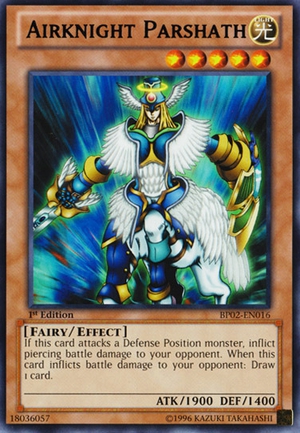 AIRKNIGHT PARSHATH
LIGHT
光
1st Edition
BP02-EN016
[FAIRY/EFFECT]
If this card attacks a Defense Position monster, inflict
piercing battle damage to your opponent. When this
card inflicts battle damage to your opponent: Draw
1 card.
ATK/1900 DEF/1400
18036057
©1996 KAZUKI TAKAHASHI